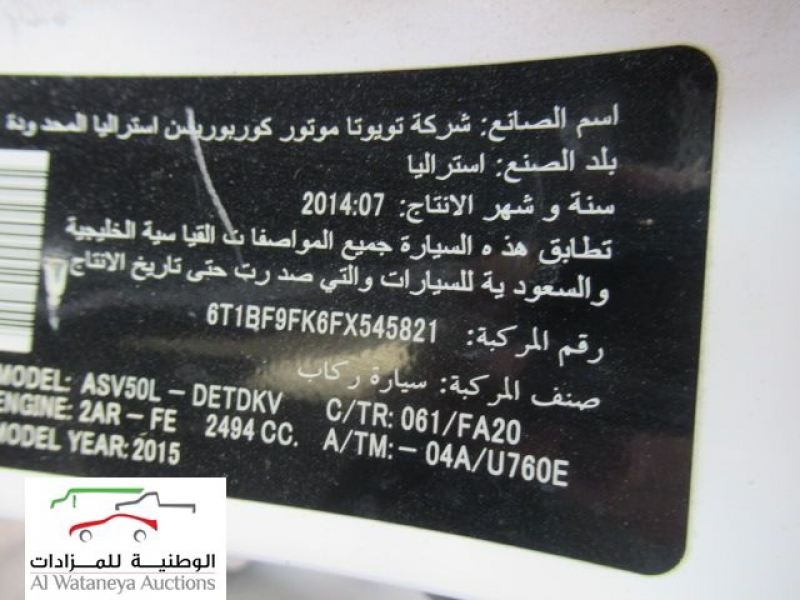 اسم الصانع: شركة تويوتا موتور كوربوريشن استراليا المحدودة
بلد الصنع: استراليا
سنة و شهر الانتاج: 2014:07
تطابق هذه السيارة جميع المواصفات القياسية الخليجية
والسعودية للسيارات والتي صدرت حتى تاريخ الانتاج
رقم المركبة: 6T1BF9FK6FX545821
صنف المركبة: سيارة ركاب
MODEL: ASV50L - DETDKV C/TR: 061/FA20
ENGINE: 2AR - FE 2494 CC. A/TM: - 04A/U760E
MODEL YEAR: 2015
الوطنية للمزادات
Al Wataneya Auctions